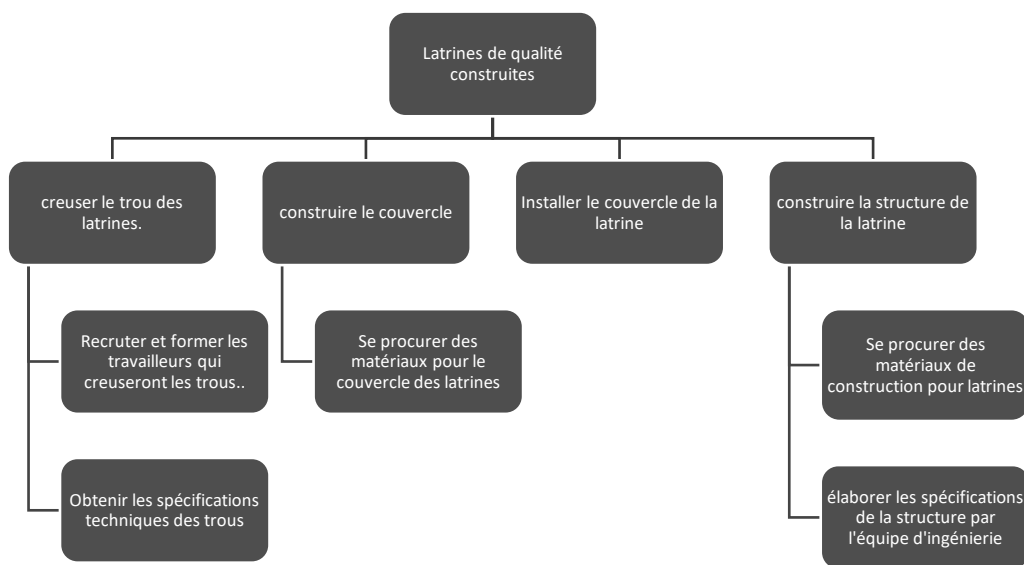 Latrines de qualité
construites
creuser le trou des
latrines.
Recruter et former les
travailleurs qui
creuseront les trous..
Obtenir les spécifications
techniques des trous
construire le couvercle
Se procurer des
matériaux pour le
couvercle des latrines
Installer le couvercle de la
latrine
construire la structure de
la latrine
Se procurer des
matériaux de
construction pour latrines
élaborer les spécifications
de la structure par
l'équipe d'ingénierie